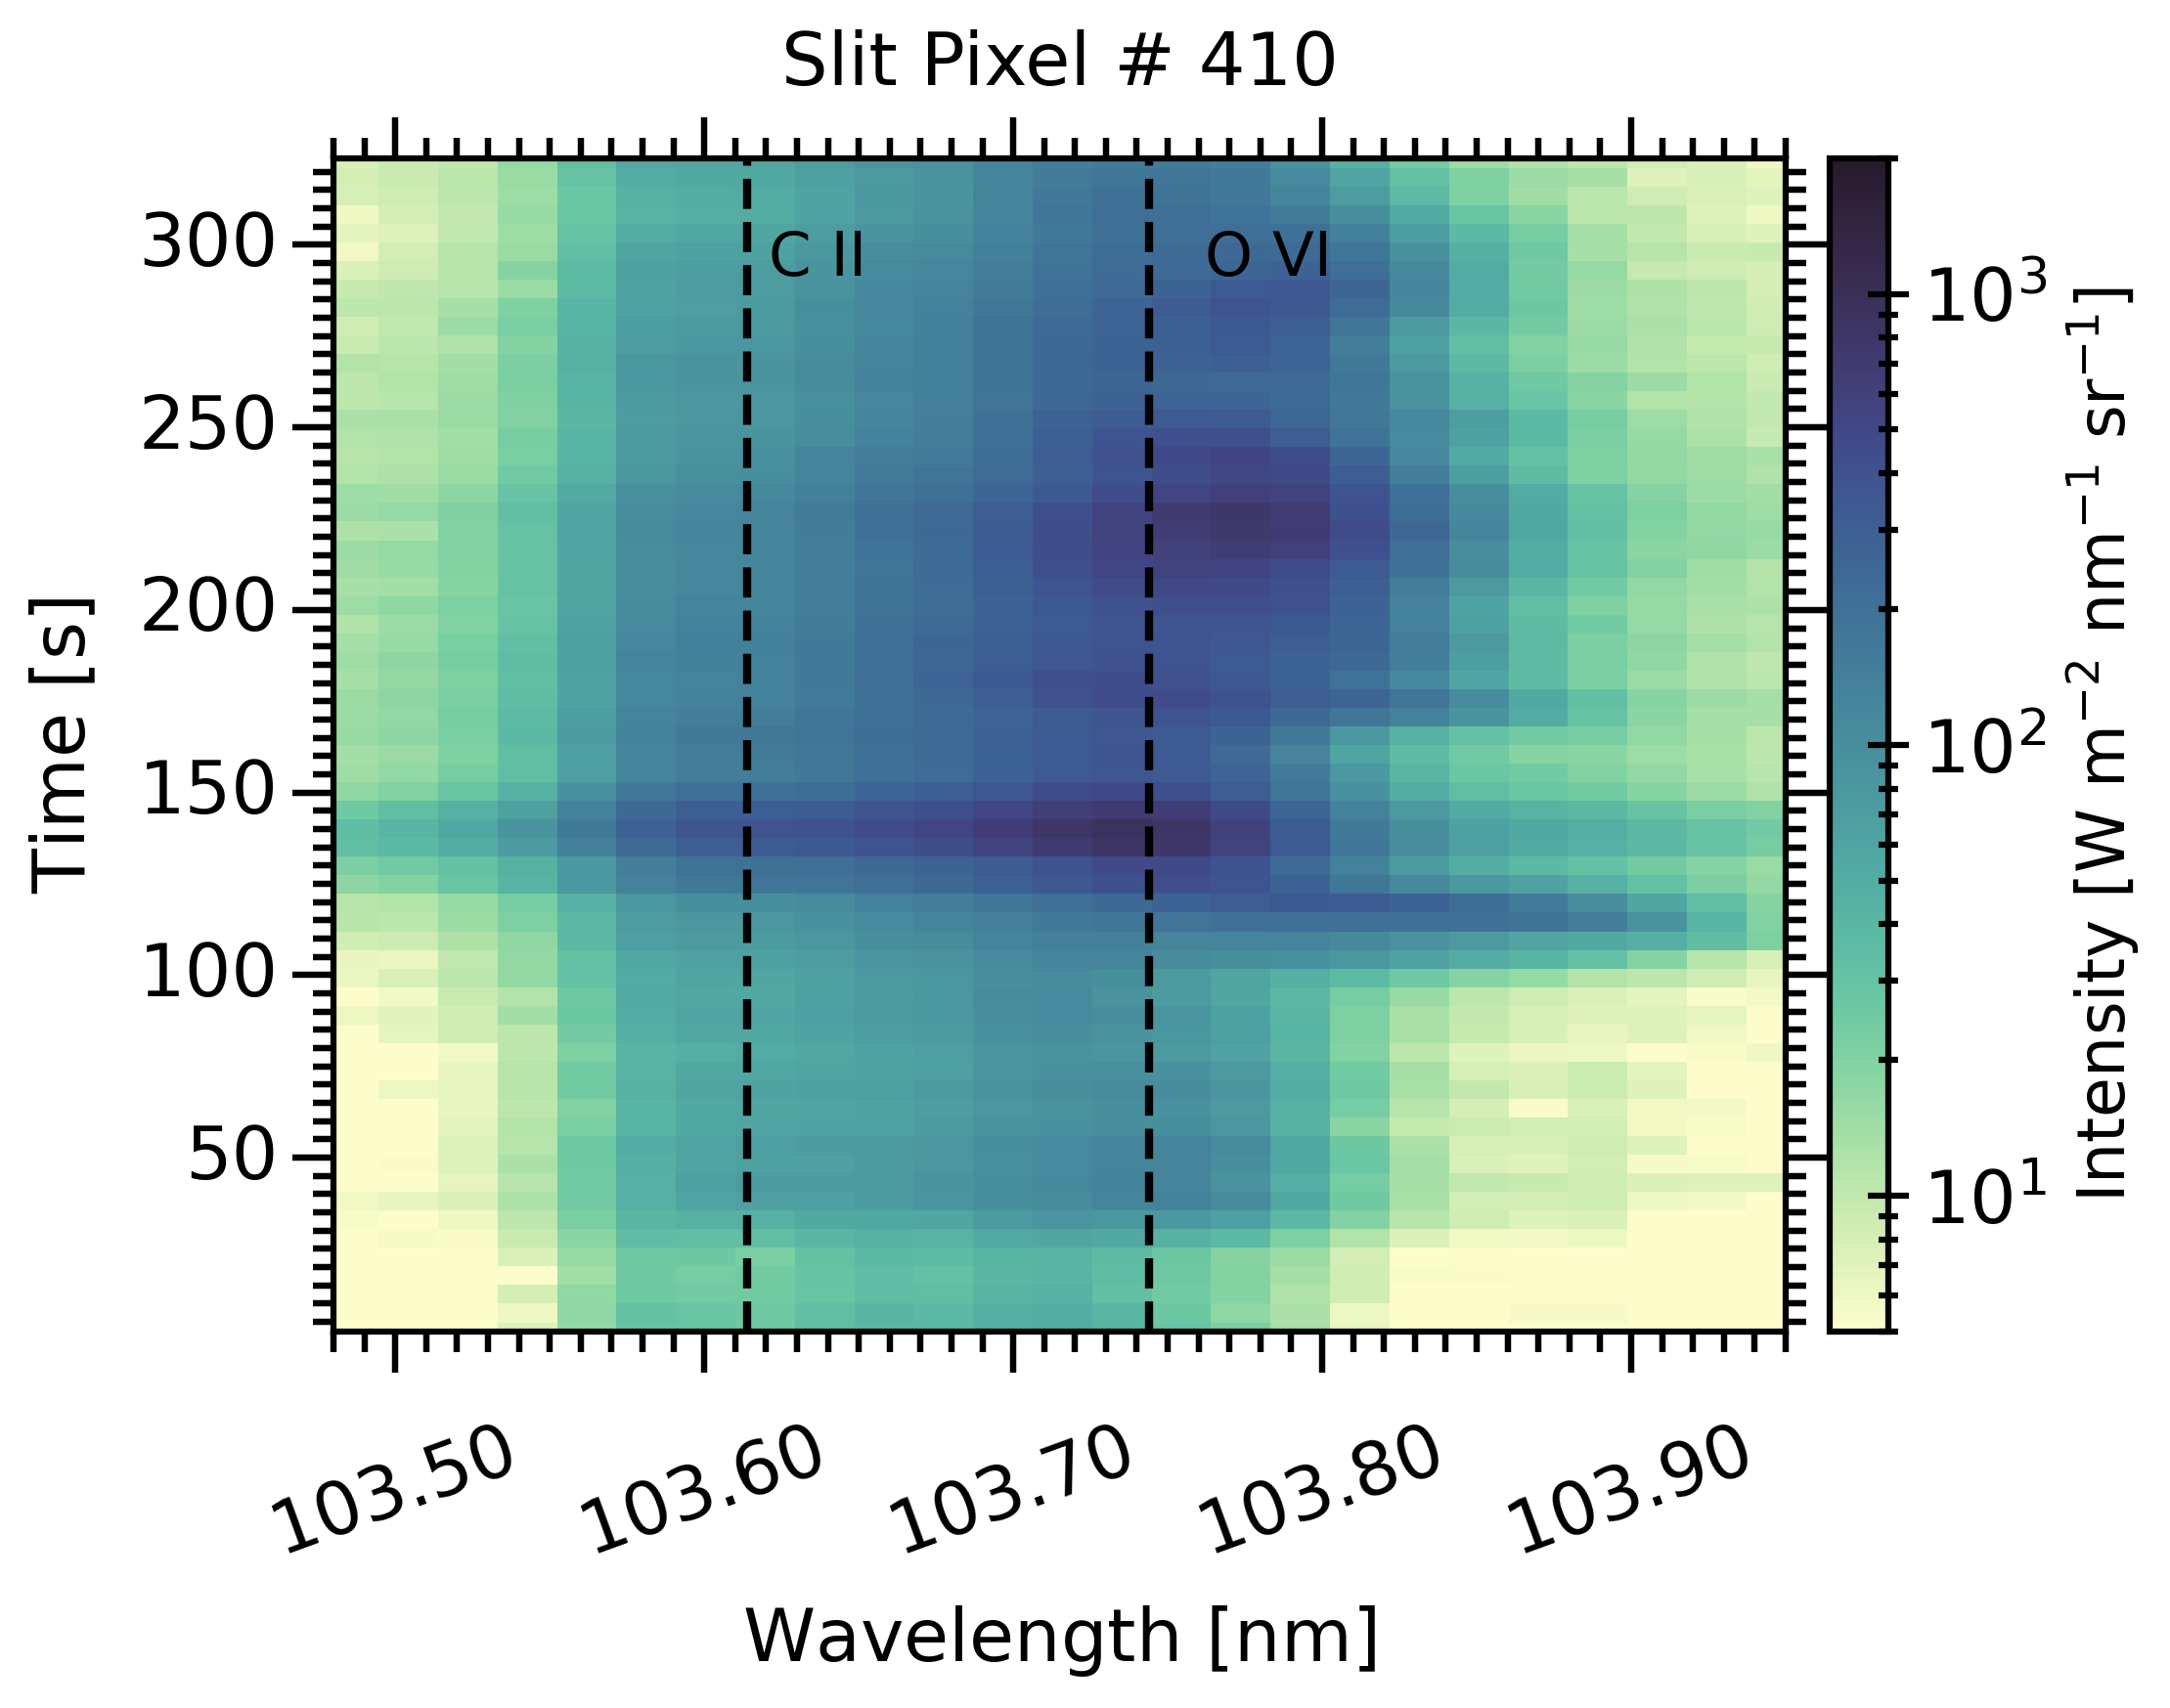 Slit Pixel # 410
C II
O VI
300
250
200
150
100
50
Time [s]
103.50
103.60
103.70
103.80
103.90
Wavelength [nm]
10³
10²
10¹
Intensity [W m⁻² nm⁻¹ sr⁻¹]